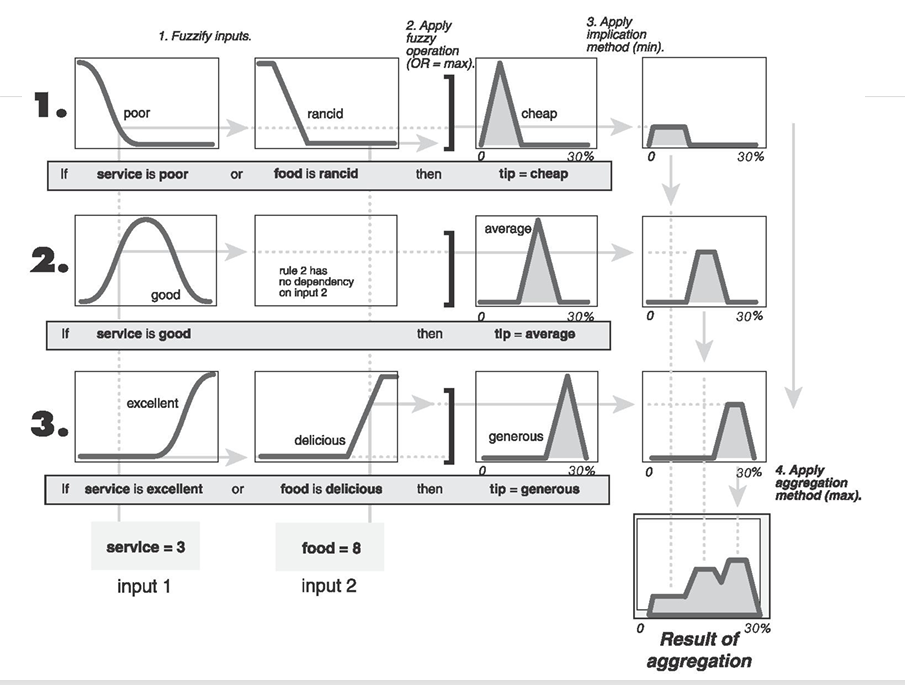 1. Fuzzify inputs.
2. Apply
fuzzy
operation
(OR = max).
3. Apply
implication
method (min).
1.
poor
rancid
cheap
0
30%
0
30%
If service is poor or food is rancid then tip = cheap
2.
good
rule 2 has
no dependency
on input 2
average
0
30%
0
30%
If service is good then tip = average
3.
excellent
delicious
generous
0
30%
0
30%
If service is excellent or food is delicious then tip = generous
4. Apply
aggregation
method (max).
service = 3
input 1
food = 8
input 2
0
30%
Result of
aggregation